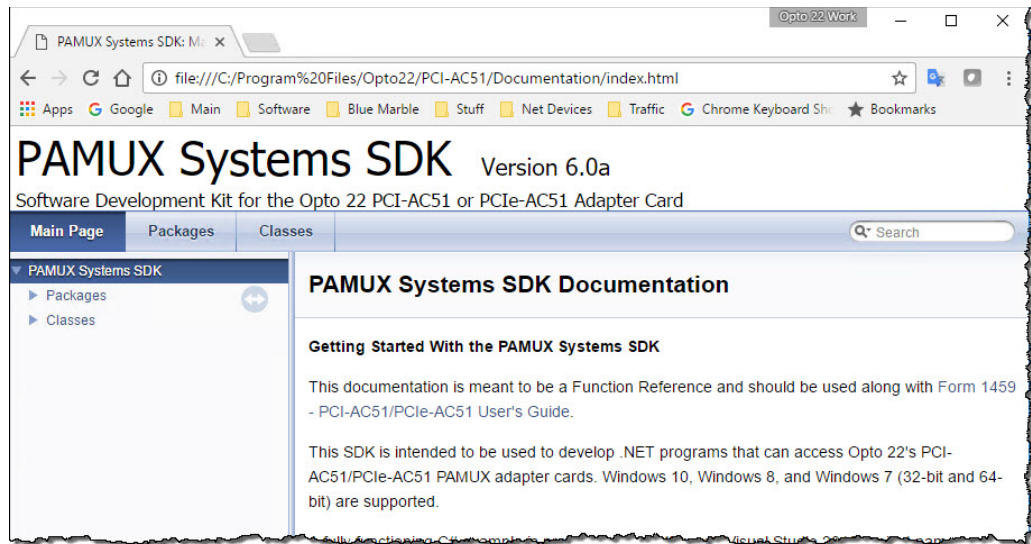 Opto 22 Work
PAMUX Systems SDK: Ma
file:///C:/Program%20Files/Opto22/PCI-AC51/Documentation/index.html
Apps Google Main Software Blue Marble Stuff Net Devices Traffic Chrome Keyboard Sho Bookmarks
PAMUX Systems SDK Version 6.0a
Software Development Kit for the Opto 22 PCI-AC51 or PCIe-AC51 Adapter Card
Main Page Packages Classes Search
PAMUX Systems SDK
Packages
Classes
PAMUX Systems SDK Documentation
Getting Started With the PAMUX Systems SDK
This documentation is meant to be a Function Reference and should be used along with Form 1459
- PCI-AC51/PCIe-AC51 User's Guide.
This SDK is intended to be used to develop .NET programs that can access Opto 22's PCI-
AC51/PCIe-AC51 PAMUX adapter cards. Windows 10, Windows 8, and Windows 7 (32-bit and 64-
bit) are supported.